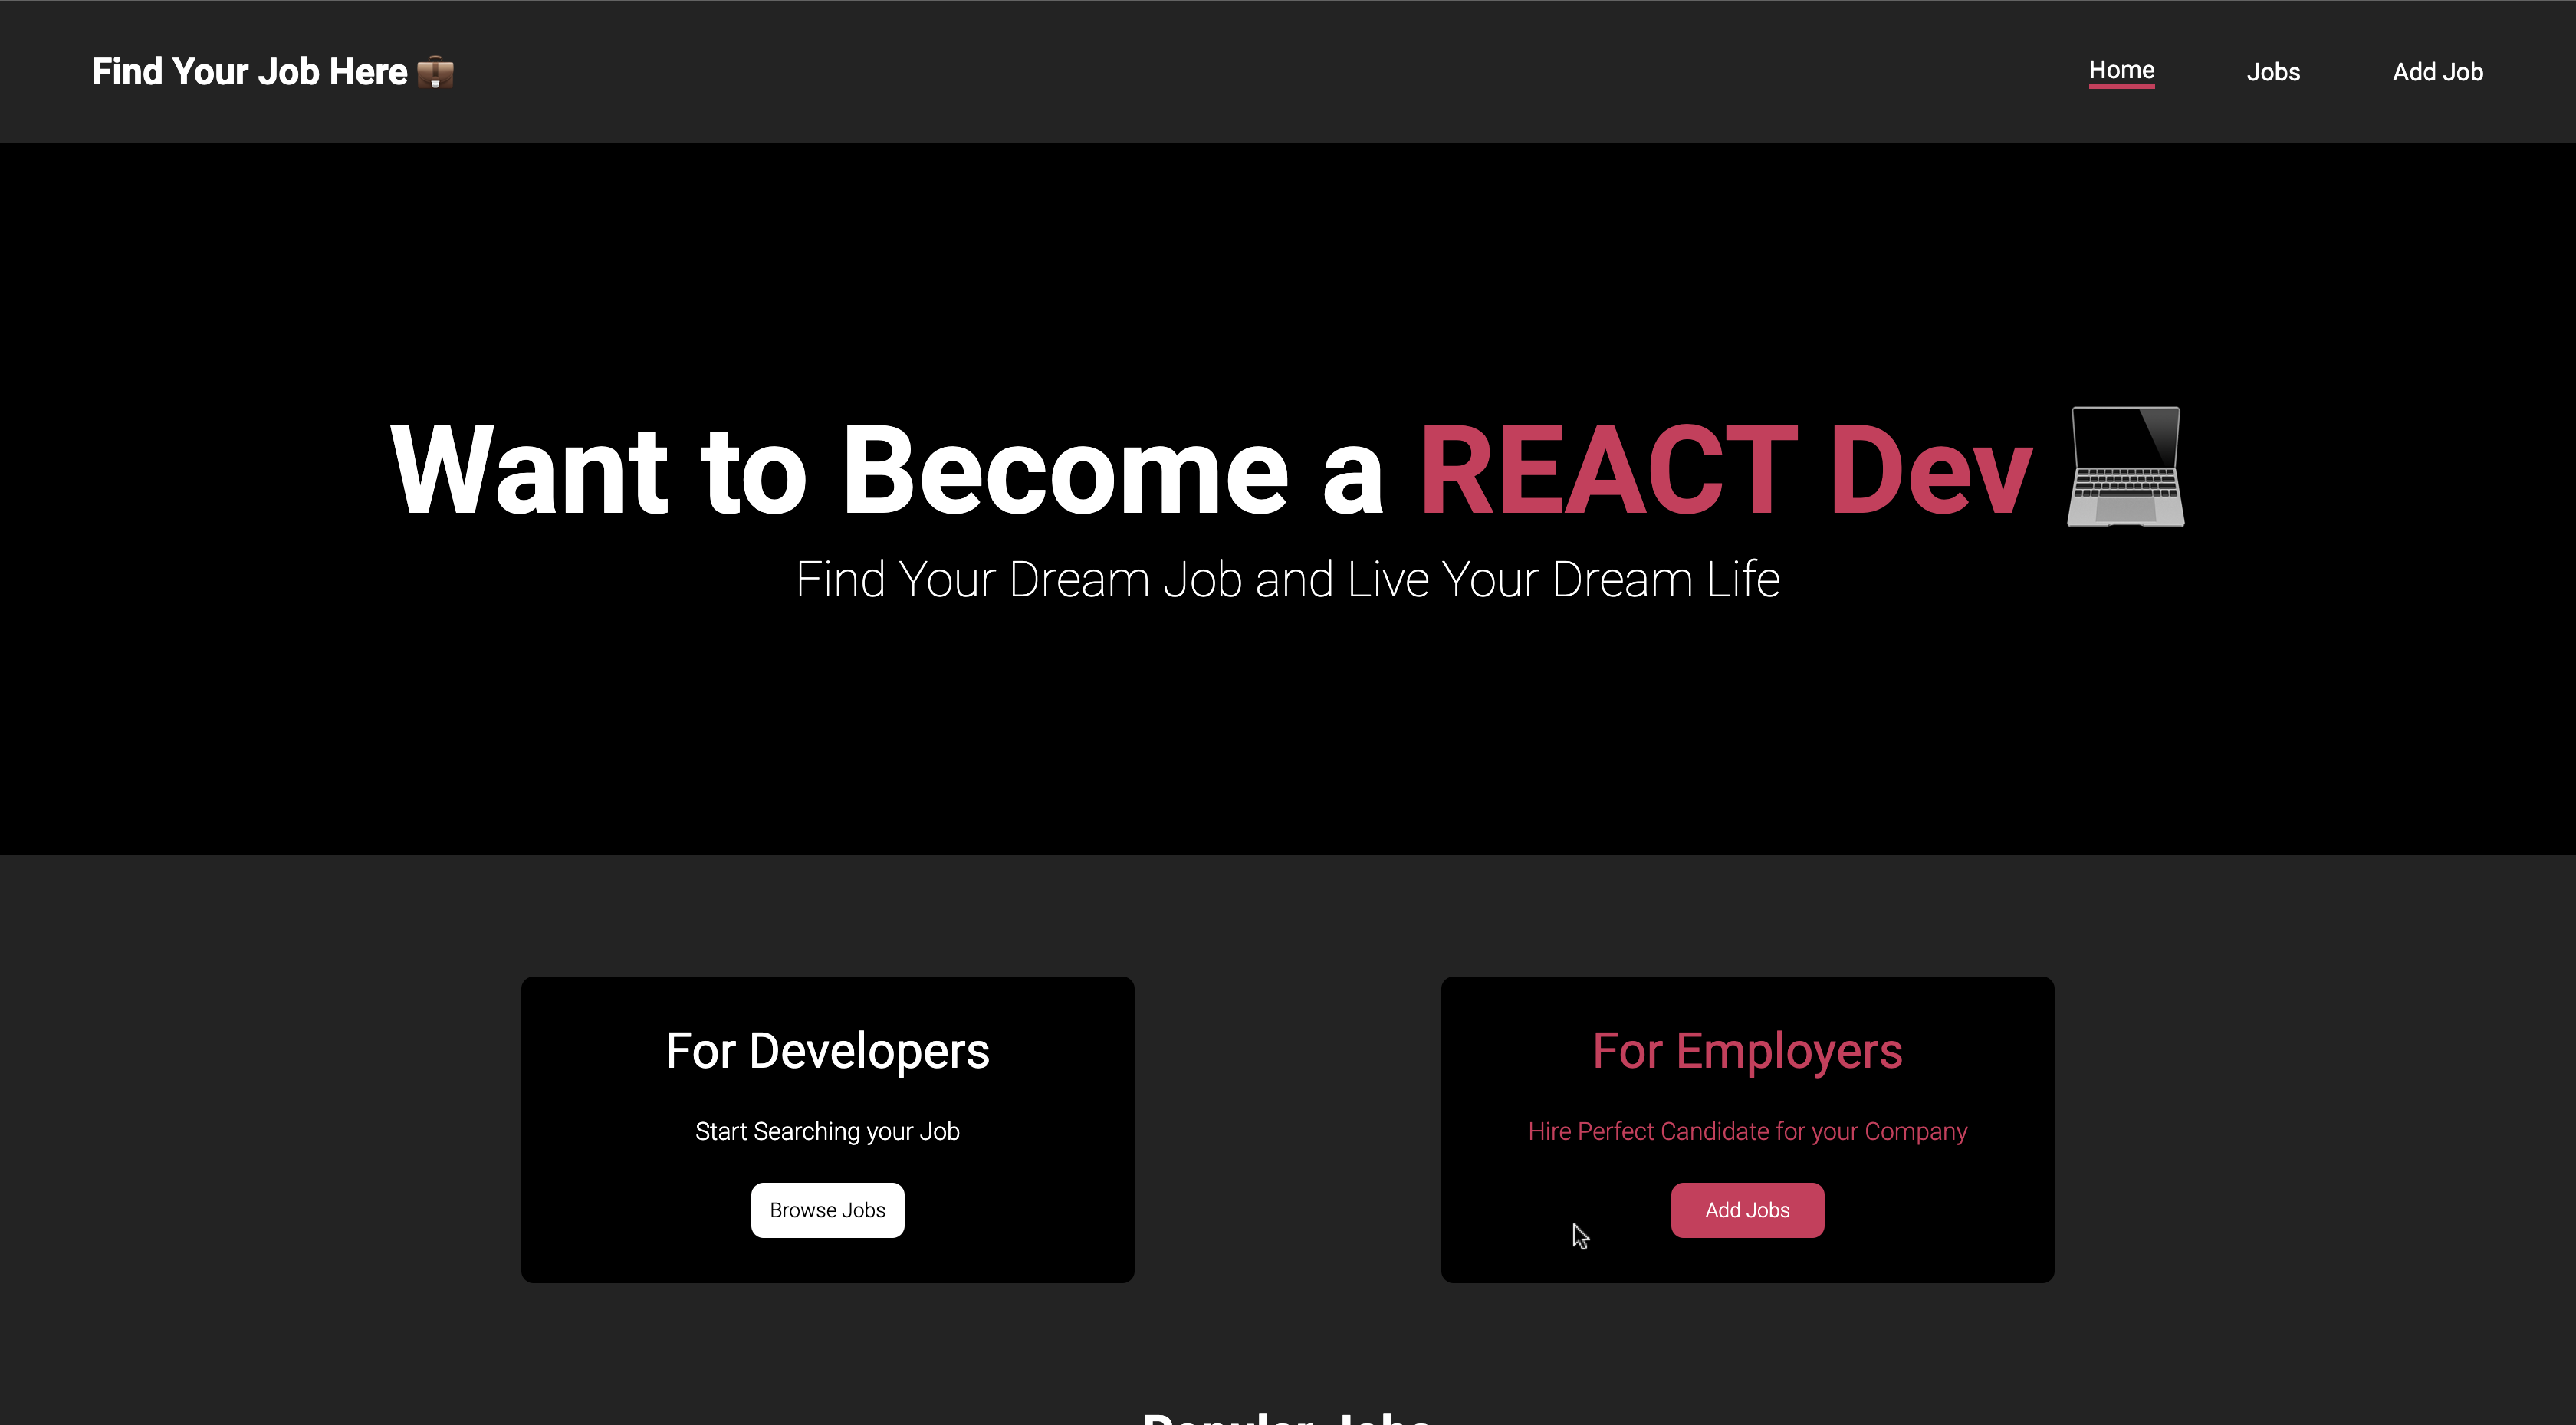 Find Your Job Here 💼
Home
Jobs
Add Job
Want to Become a REACT Dev 💻
Find Your Dream Job and Live Your Dream Life
For Developers
Start Searching your Job
Browse Jobs
For Employers
Hire Perfect Candidate for your Company
Add Jobs
Popular Jobs